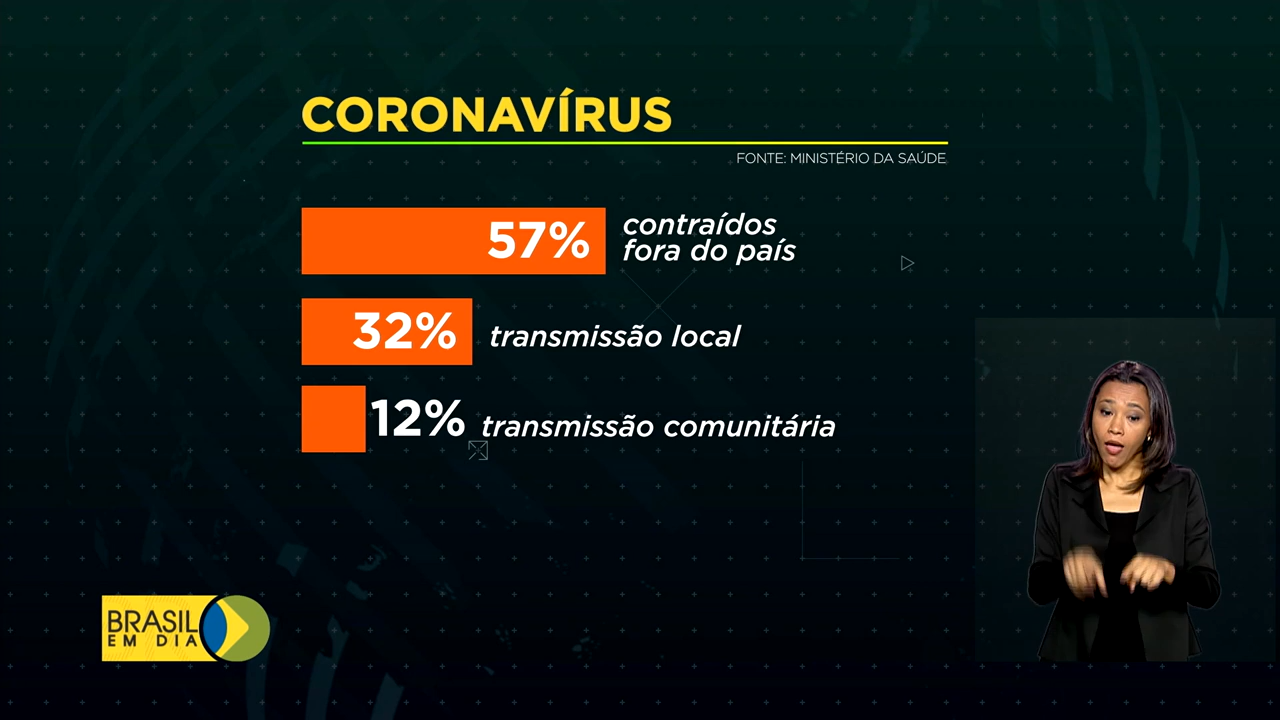 CORONAVÍRUS
FONTE: MINISTÉRIO DA SAÚDE
57% contraídos
fora do país
32% transmissão local
12% transmissão comunitária
BRASIL
EM DIA